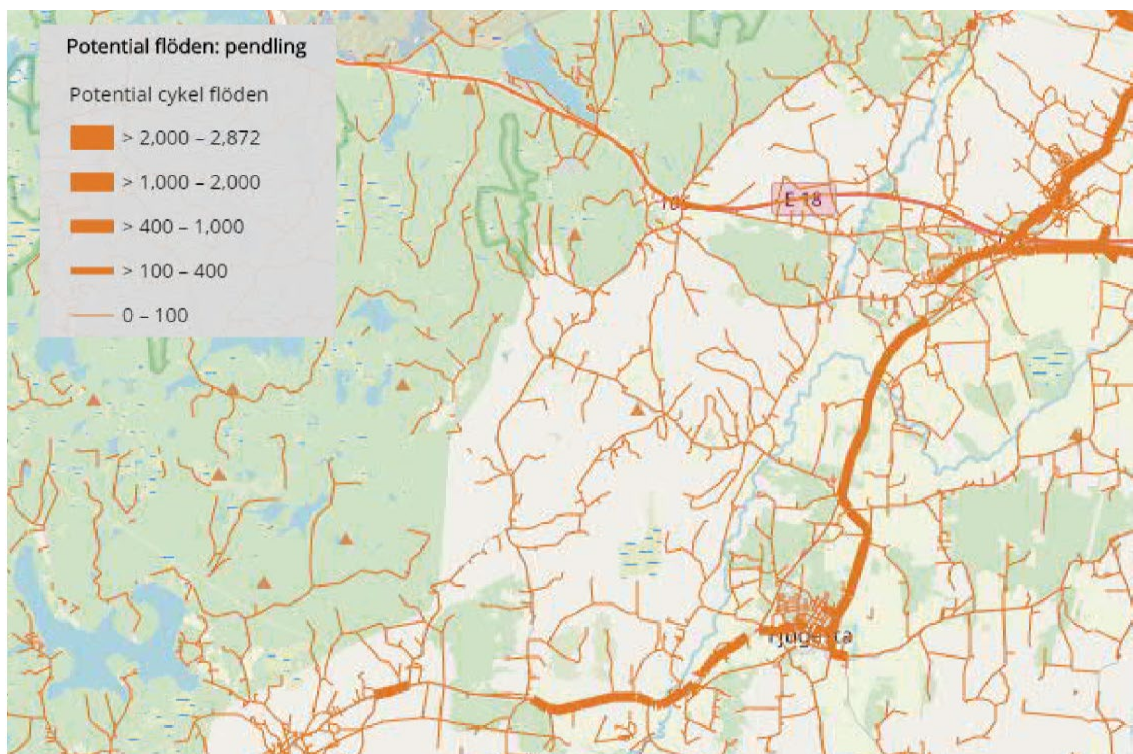 Potential flöden: pendling
Potential cykel flöden
> 2,000 – 2,872
> 1,000 – 2,000
> 400 – 1,000
> 100 – 400
0 – 100
E 18